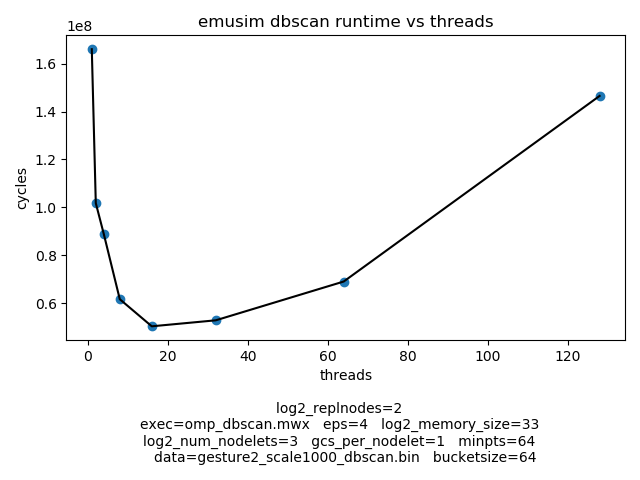 emusim dbscan runtime vs threads
1e8
1.6
1.4
1.2
1.0
0.8
0.6
cycles
0 20 40 60 80 100 120
threads
log2_replnodes=2
exec=omp_dbscan.mwx eps=4 log2_memory_size=33
log2_num_nodelets=3 gcs_per_nodelet=1 minpts=64
data=gesture2_scale1000_dbscan.bin bucketsize=64